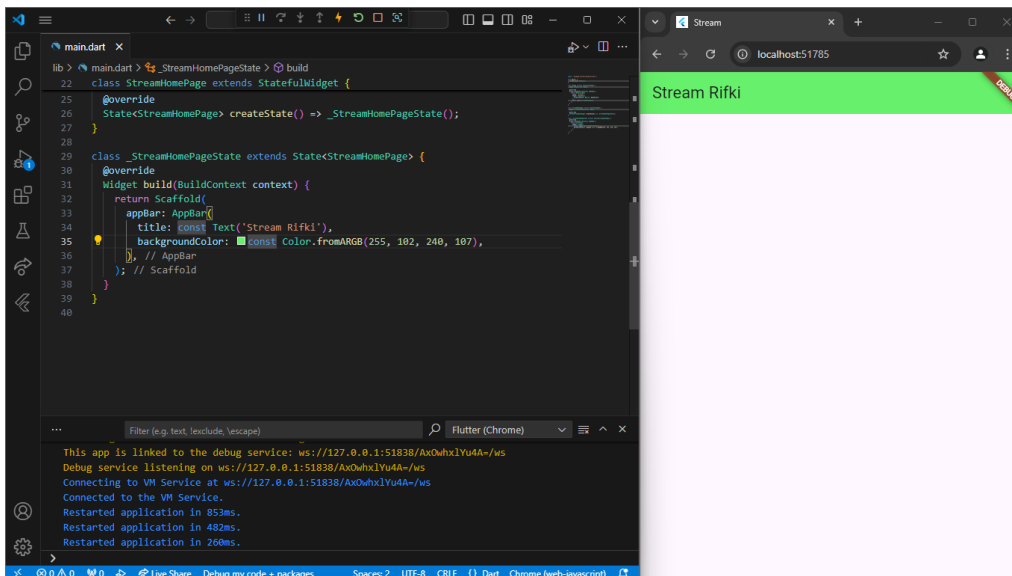 main.dart
lib > main.dart > _StreamHomePageState > build
22 class StreamHomePage extends StatefulWidget {
25 @override
26 State<StreamHomePage> createState() => _StreamHomePageState();
27 }
28
29 class _StreamHomePageState extends State<StreamHomePage> {
30 @override
31 Widget build(BuildContext context) {
32 return Scaffold(
33 appBar: AppBar(
34 title: const Text('Stream Rifki'),
35 backgroundColor: const Color.fromARGB(255, 102, 240, 107),
36 ), // AppBar
37 ); // Scaffold
38 }
39 }
40
1
Filter (e.g. text, !exclude, \escape)
Flutter (Chrome)
This app is linked to the debug service: ws://127.0.0.1:51838/AxOwhxlYu4A=/ws
Debug service listening on ws://127.0.0.1:51838/AxOwhxlYu4A=/ws
Connecting to VM Service at ws://127.0.0.1:51838/AxOwhxlYu4A=/ws
Connected to the VM Service.
Restarted application in 853ms.
Restarted application in 482ms.
Restarted application in 260ms.
>
0 0 0 Live Share Debug my code + packages Spaces: 2 UTF-8 CRLF {} Dart Chrome (web-javascript)
Stream
localhost:51785
Stream Rifki